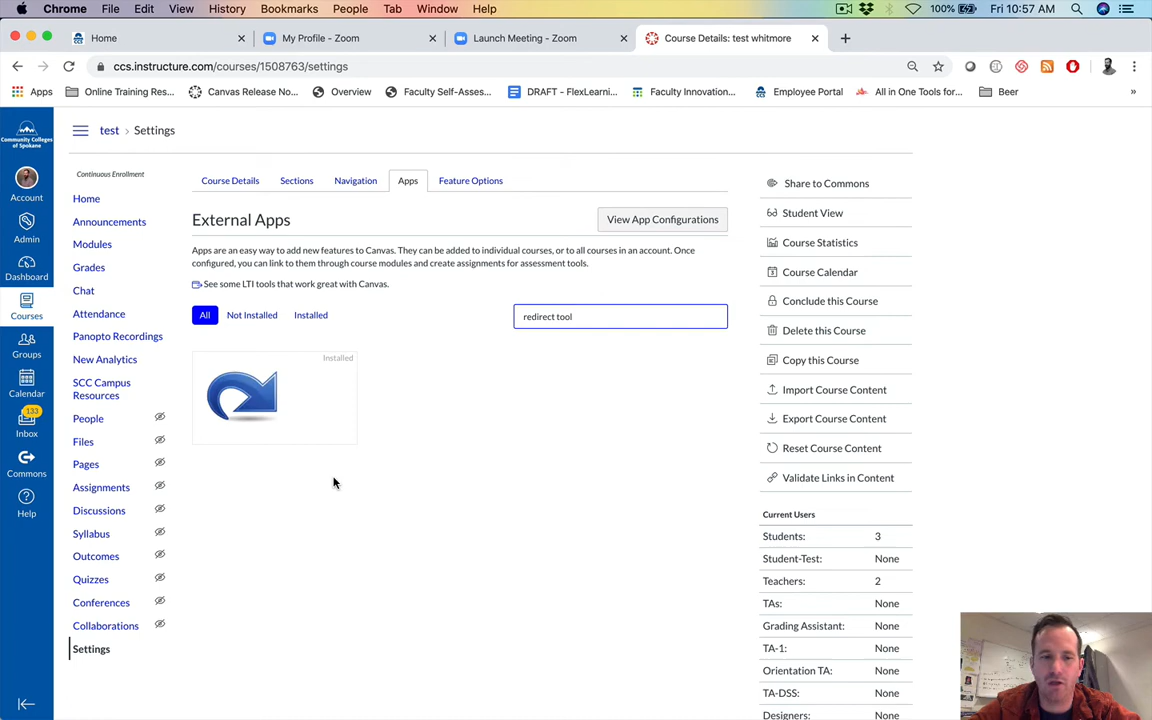 Chrome File Edit View History Bookmarks People Tab Window Help 100% Fri 10:57 AM
Home My Profile - Zoom Launch Meeting - Zoom Course Details: test whitmore
ccs.instructure.com/courses/1508763/settings
Apps Online Training Res... Canvas Release No... Overview Faculty Self-Asses... DRAFT - FlexLearnin... Faculty Innovation... Employee Portal All in One Tools for... Beer »
Community Colleges of Spokane
Account
Admin
Dashboard
Courses
Groups
Calendar
133
Inbox
Commons
Help
test › Settings
Continuous Enrollment
Home
Announcements
Modules
Grades
Chat
Attendance
Panopto Recordings
New Analytics
SCC Campus
Resources
People
Files
Pages
Assignments
Discussions
Syllabus
Outcomes
Quizzes
Conferences
Collaborations
Settings
Course Details Sections Navigation Apps Feature Options
External Apps
View App Configurations
Apps are an easy way to add new features to Canvas. They can be added to individual courses, or to all courses in an account. Once
configured, you can link to them through course modules and create assignments for assessment tools.
See some LTI tools that work great with Canvas.
All Not Installed Installed
redirect tool
Installed
Share to Commons
Student View
Course Statistics
Course Calendar
Conclude this Course
Delete this Course
Copy this Course
Import Course Content
Export Course Content
Reset Course Content
Validate Links in Content
Current Users
Students: 3
Student-Test: None
Teachers: 2
TAs: None
Grading Assistant: None
TA-1: None
Orientation TA: None
TA-DSS: None
Designers: None